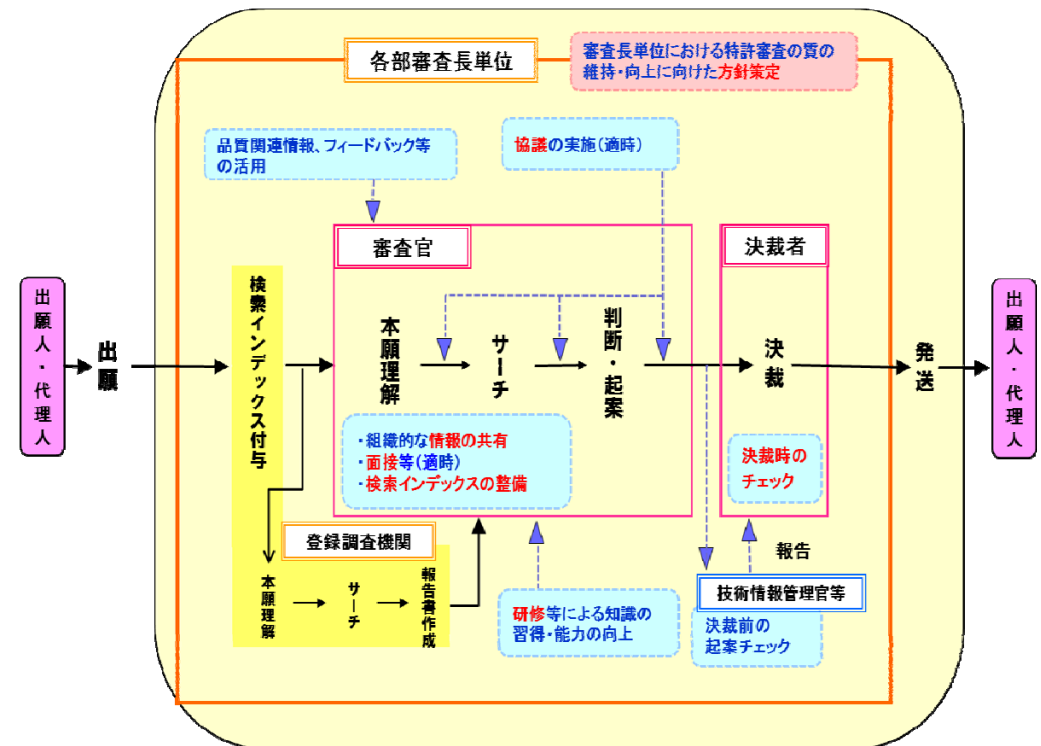 各部審査長単位
審査長単位における特許審査の質の
維持・向上に向けた方針策定
品質関連情報、フィードバック等
の活用
協議の実施(適時)
審査官
決裁者
出願人・代理人
出願
検索インデックス付与
本願理解
サーチ
判断・起案
決裁
発送
出願人・代理人
・組織的な情報の共有
・面接等(適時)
・検索インデックスの整備
決裁時の
チェック
登録調査機関
本願理解
サーチ
報告書作成
研修等による知識の
習得・能力の向上
報告
技術情報管理官等
決裁前の
起案チェック